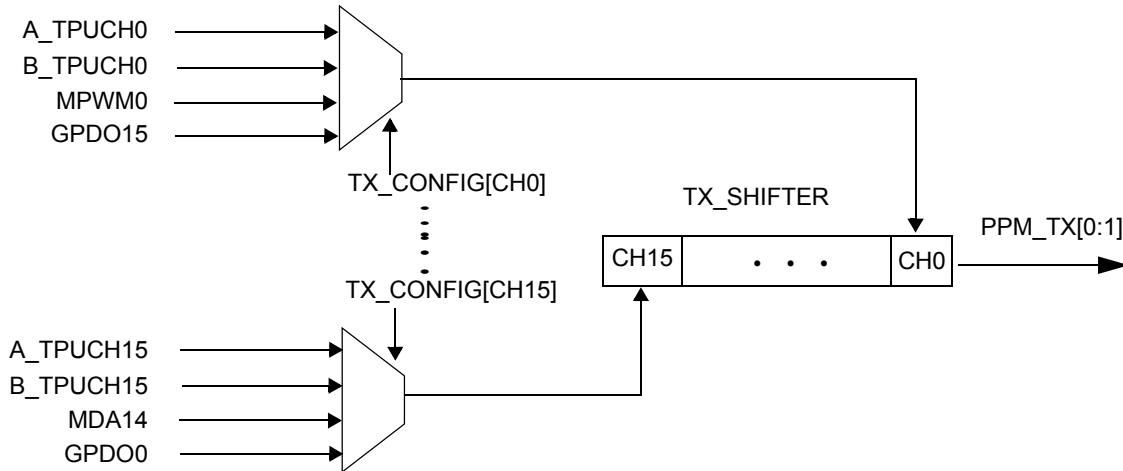 A_TPUCH0
B_TPUCH0
MPWM0
GPDO15
TX_CONFIG[CH0]
TX_SHIFTER
PPM_TX[0:1]
CH15
CH0
TX_CONFIG[CH15]
A_TPUCH15
B_TPUCH15
MDA14
GPDO0